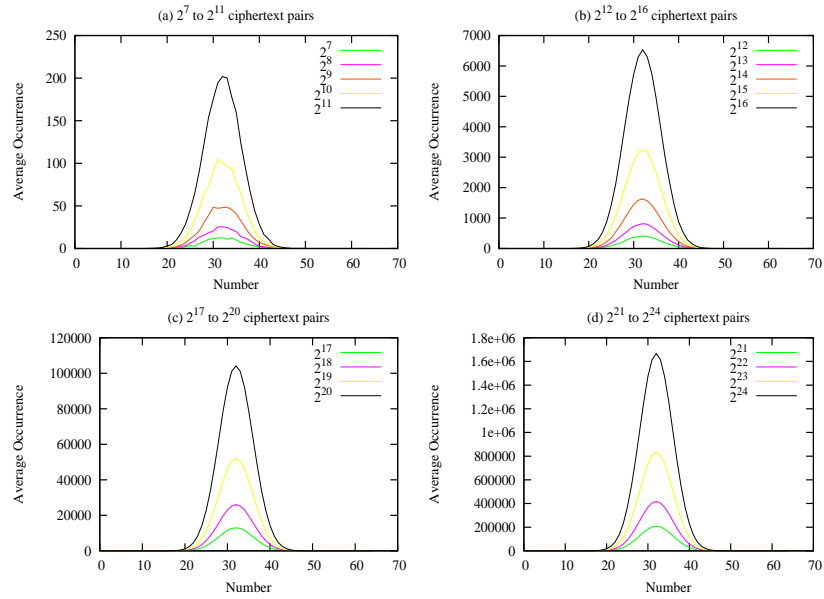 (a) 2^7 to 2^11 ciphertext pairs
250
200
150
100
50
0
0 10 20 30 40 50 60 70
Average Occurrence
Number
2^7
2^8
2^9
2^10
2^11
(b) 2^12 to 2^16 ciphertext pairs
7000
6000
5000
4000
3000
2000
1000
0
0 10 20 30 40 50 60 70
Average Occurrence
Number
2^12
2^13
2^14
2^15
2^16
(c) 2^17 to 2^20 ciphertext pairs
120000
100000
80000
60000
40000
20000
0
0 10 20 30 40 50 60 70
Average Occurrence
Number
2^17
2^18
2^19
2^20
(d) 2^21 to 2^24 ciphertext pairs
1.8e+06
1.6e+06
1.4e+06
1.2e+06
1e+06
800000
600000
400000
200000
0
0 10 20 30 40 50 60 70
Average Occurrence
Number
2^21
2^22
2^23
2^24